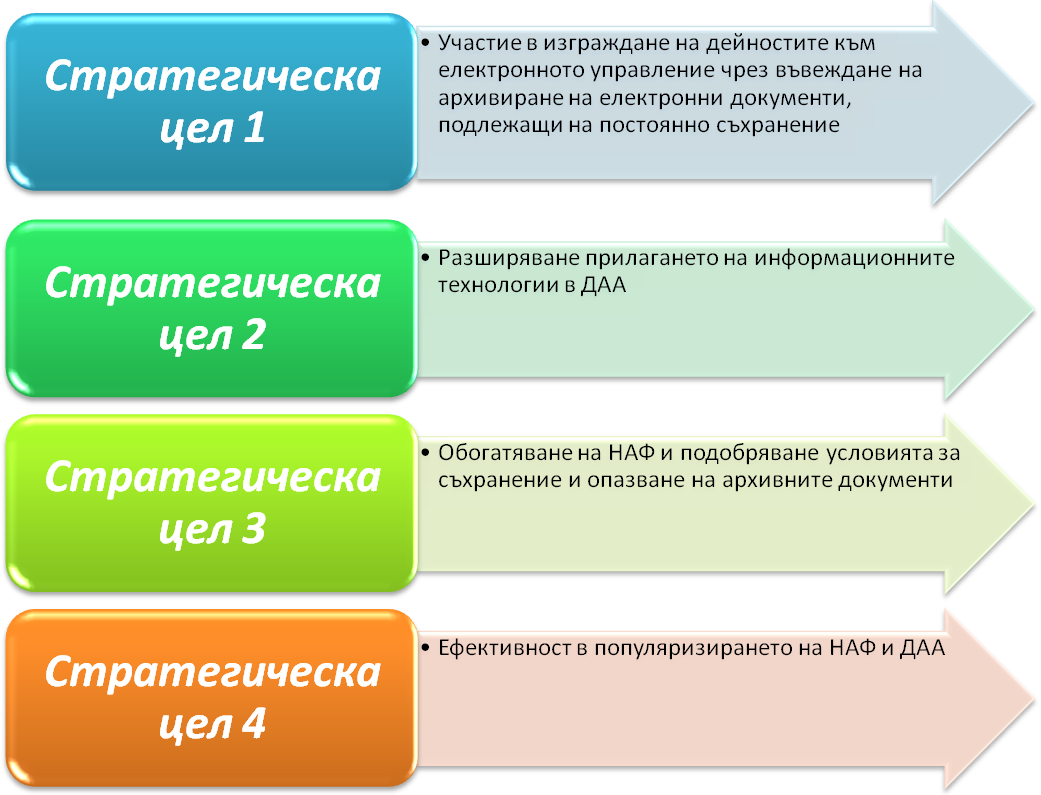 Стратегическа
цел 1
• Участие в изграждане на дейностите към
електронното управление чрез въвеждане на
архивиране на електронни документи,
подлежащи на постоянно съхранение
Стратегическа
цел 2
• Разширяване прилагането на информационните
технологии в ДАА
Стратегическа
цел 3
• Обогатяване на НАФ и подобряване условията за
съхранение и опазване на архивните документи
Стратегическа
цел 4
• Ефективност в популяризирането на НАФ и ДАА